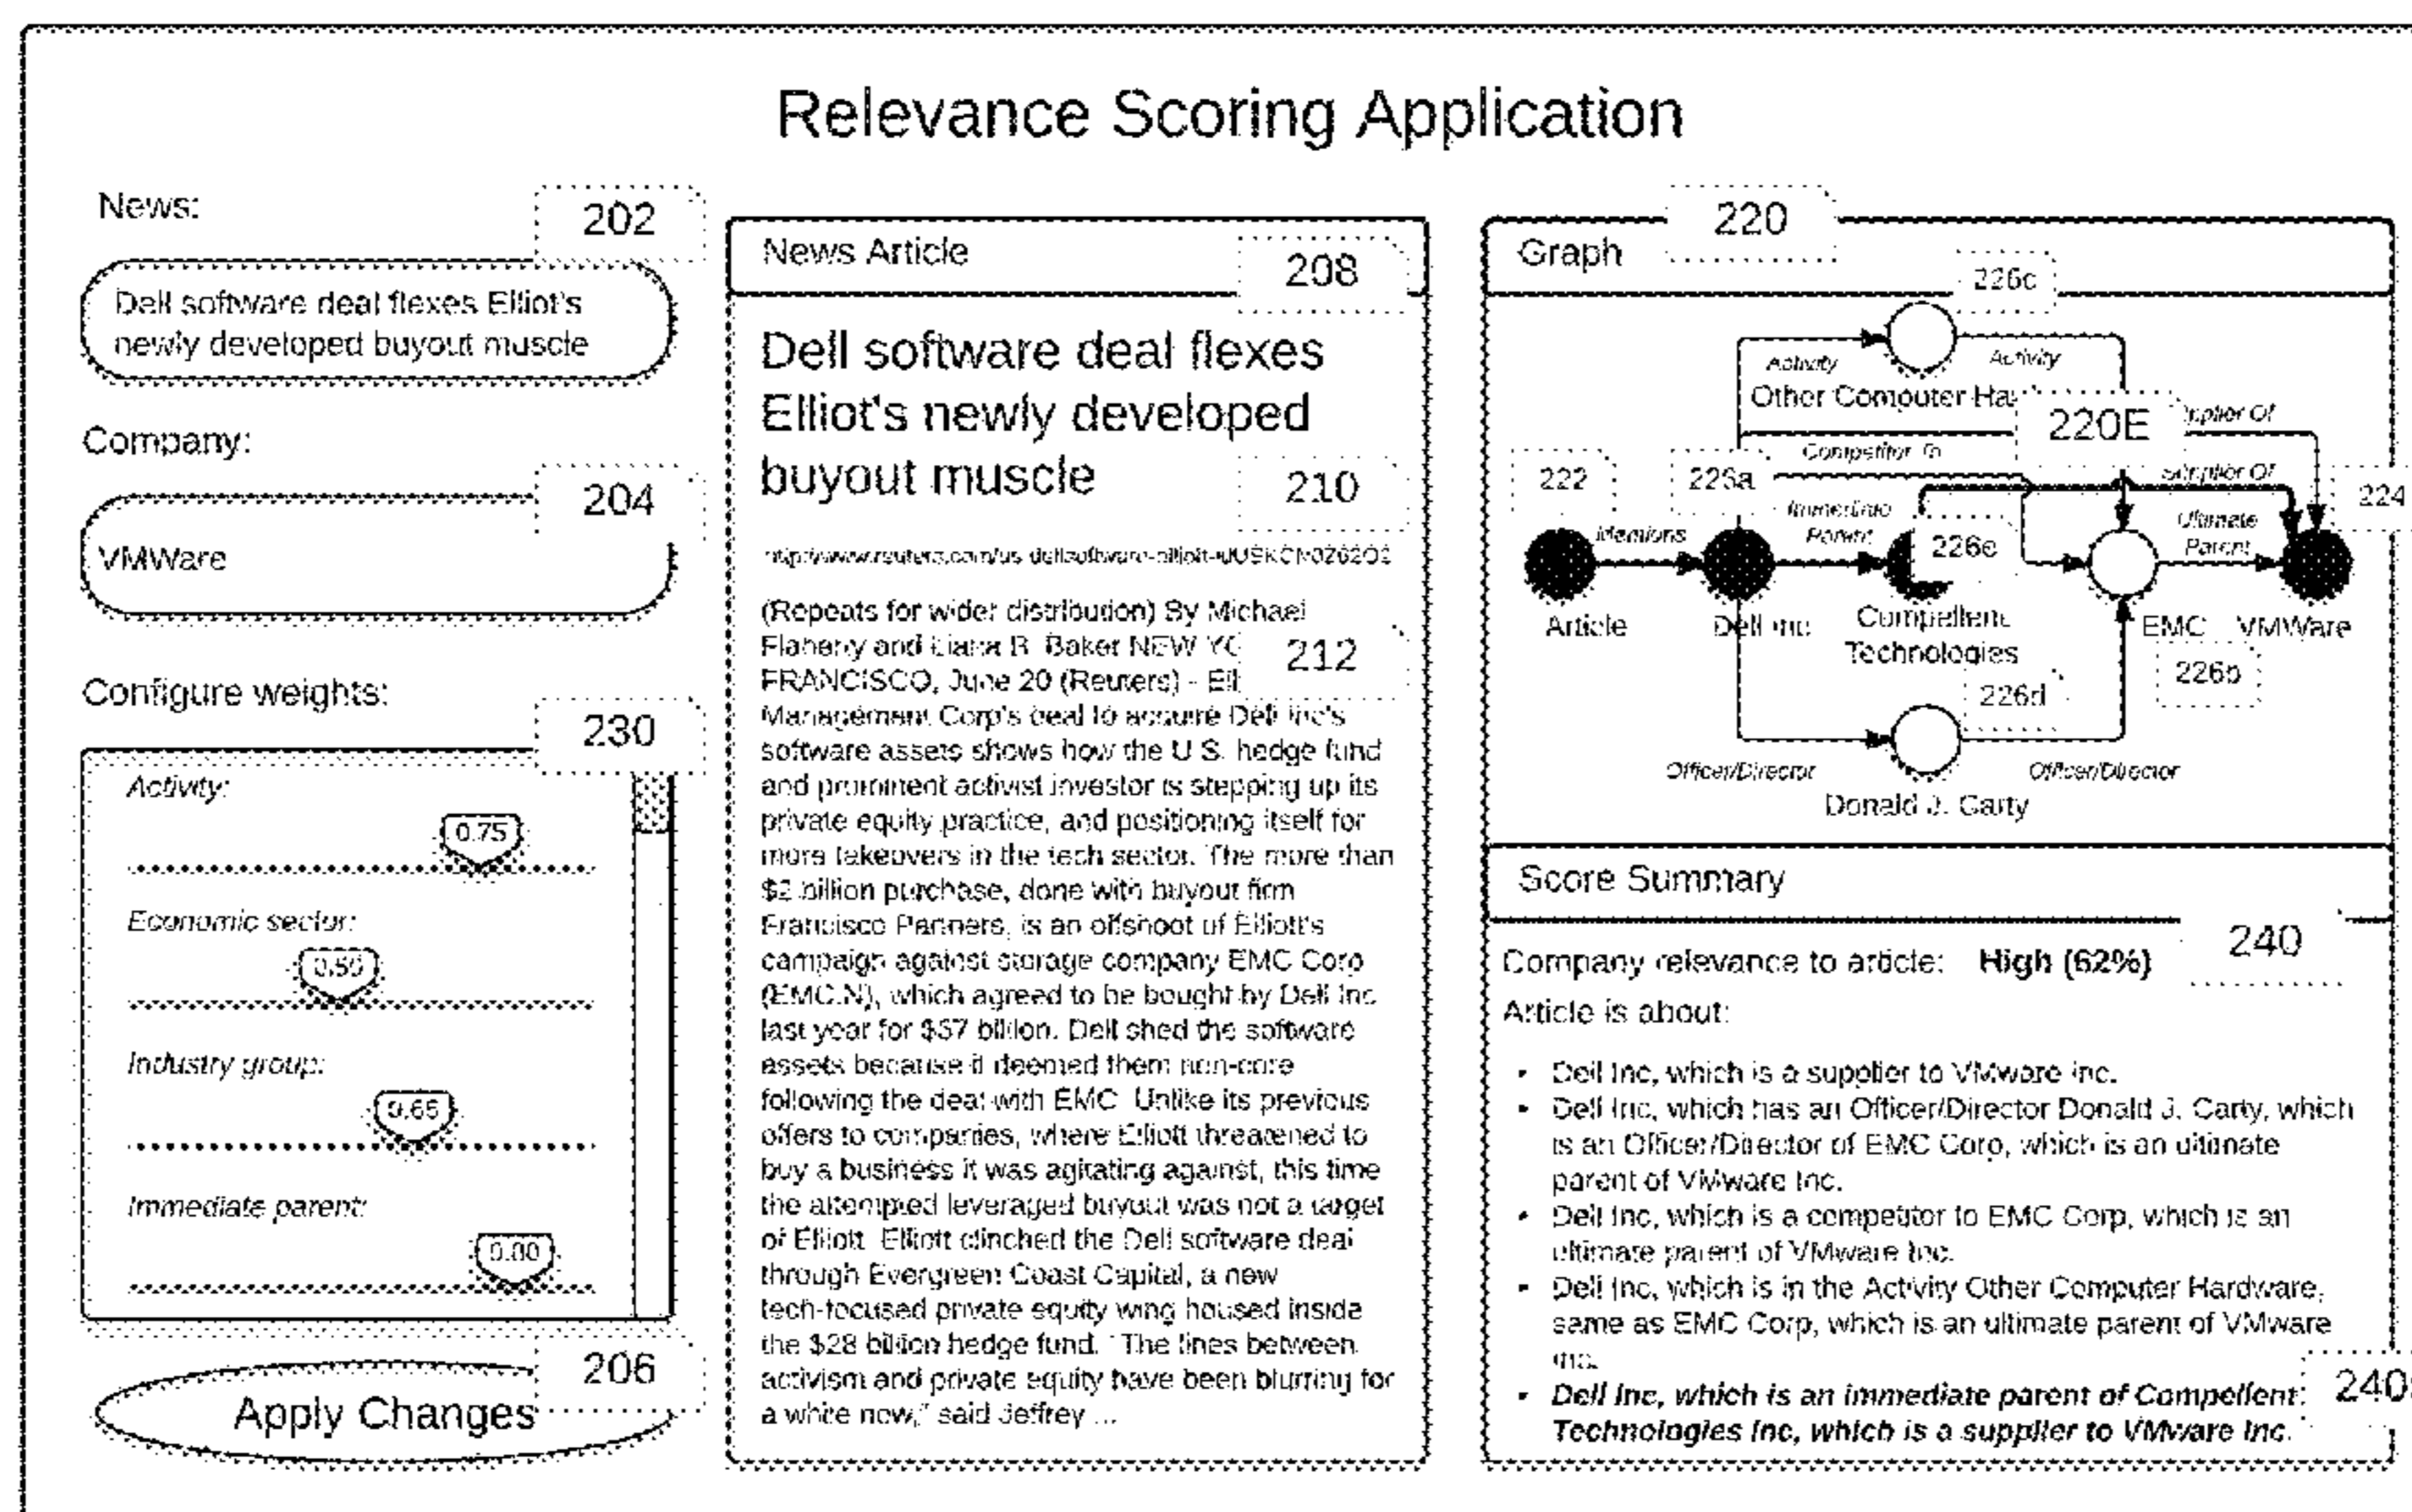 Relevance Scoring Application
News:
202
Dell software deal flexes Elliot's
newly developed buyout muscle
Company:
204
VMWare
Configure weights:
230
Activity:
0.75
Economic sector:
0.50
Industry group:
0.65
Immediate parent:
206
Apply Changes
News Article
208
Dell software deal flexes
Elliot's newly developed
buyout muscle
210
(Repeats for wider distribution) By Michael
Flaherty and Liana B. Baker NEW YO
212
FRANCISCO, June 20 (Reuters) - Ell
Management Corp's deal to acquire Dell Inc's
software assets shows how the U.S. hedge fund
and prominent activist investor is stepping up its
private equity practice, and positioning itself for
more takeovers in the tech sector. The more than
$2 billion purchase, done with buyout firm
Francisco Partners, is an offshoot of Elliott's
campaign against storage company EMC Corp
(EMC.N), which agreed to be bought by Dell Inc
last year for $67 billion. Dell shed the software
assets because it deemed them non-core
following the deal with EMC. Unlike its previous
offers to companies, where Elliott threatened to
buy a business it was agitating against, this time
the attempted leveraged buyout was not a target
of Elliott. Elliott clinched the Dell software deal
through Evergreen Coast Capital, a new
tech-focused private equity wing housed inside
the $28 billion hedge fund. "The lines between
activism and private equity have been blurring for
a while now," said Jeffrey ...
220
Graph
226c
Activity
Activity
Other Computer Ha
220E
pplier Of
Competitor To
Supplier Of
222
226a
224
Mentions
Immediate
Parent
226e
Ultimate
Parent
Article
Dell Inc
Compellent
Technologies
EMC
VMWare
226b
226d
Officer/Director
Officer/Director
Donald J. Carty
Score Summary
240
Company relevance to article: High (62%)
Article is about:
• Dell Inc, which is a supplier to VMware Inc.
• Dell Inc, which has an Officer/Director Donald J. Carty, which
is an Officer/Director of EMC Corp, which is an ultimate
parent of VMware Inc.
• Dell Inc, which is a competitor to EMC Corp, which is an
ultimate parent of VMware Inc.
• Dell Inc, which is in the Activity Other Computer Hardware,
same as EMC Corp, which is an ultimate parent of VMware
Inc.
• Dell Inc, which is an immediate parent of Compellent
Technologies Inc, which is a supplier to VMware Inc.
240